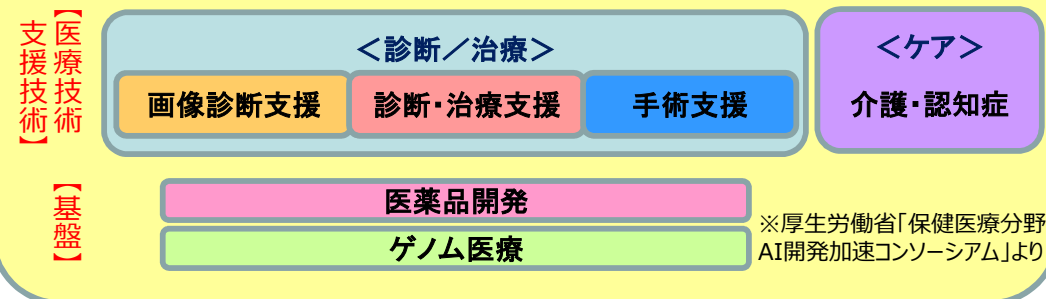 【医療技術
支援技術】
＜診断／治療＞
画像診断支援
診断・治療支援
手術支援
＜ケア＞
介護・認知症
【基盤】
医薬品開発
ゲノム医療
※厚生労働省「保健医療分野
AI開発加速コンソーシアム」より